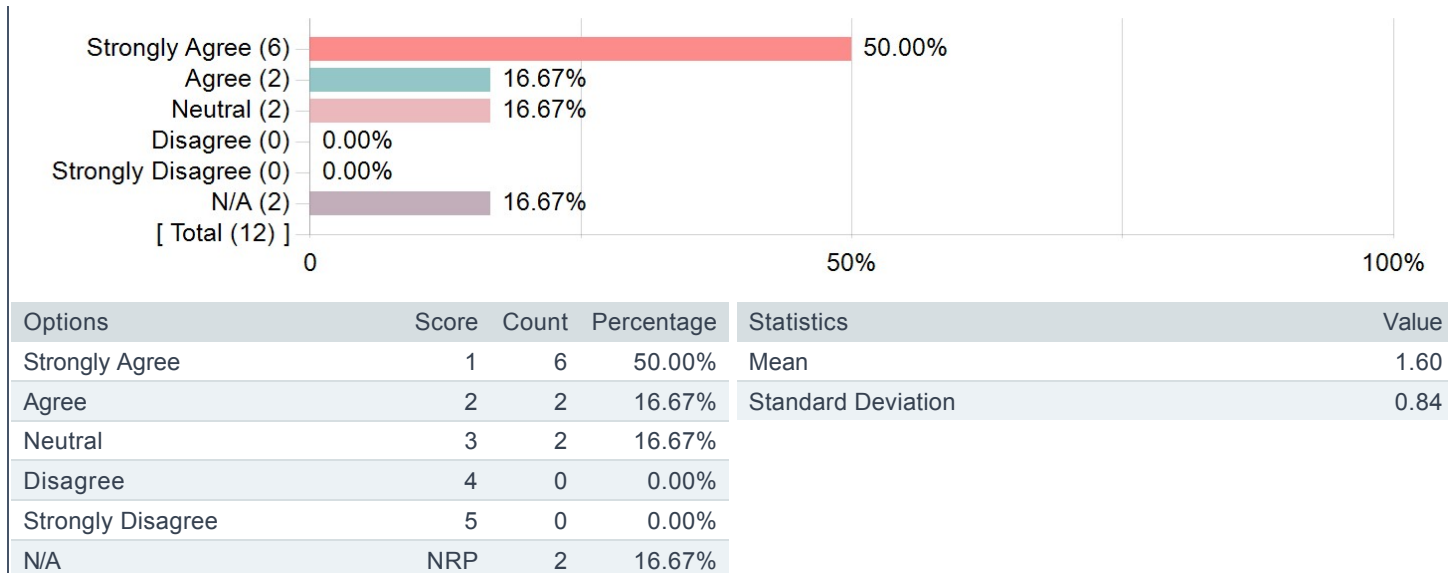 Strongly Agree (6) 50.00%
Agree (2) 16.67%
Neutral (2) 16.67%
Disagree (0) 0.00%
Strongly Disagree (0) 0.00%
N/A (2) 16.67%
[ Total (12) ]
0 50% 100%
Options Score Count Percentage
Strongly Agree 1 6 50.00%
Agree 2 2 16.67%
Neutral 3 2 16.67%
Disagree 4 0 0.00%
Strongly Disagree 5 0 0.00%
N/A NRP 2 16.67%
Statistics Value
Mean 1.60
Standard Deviation 0.84